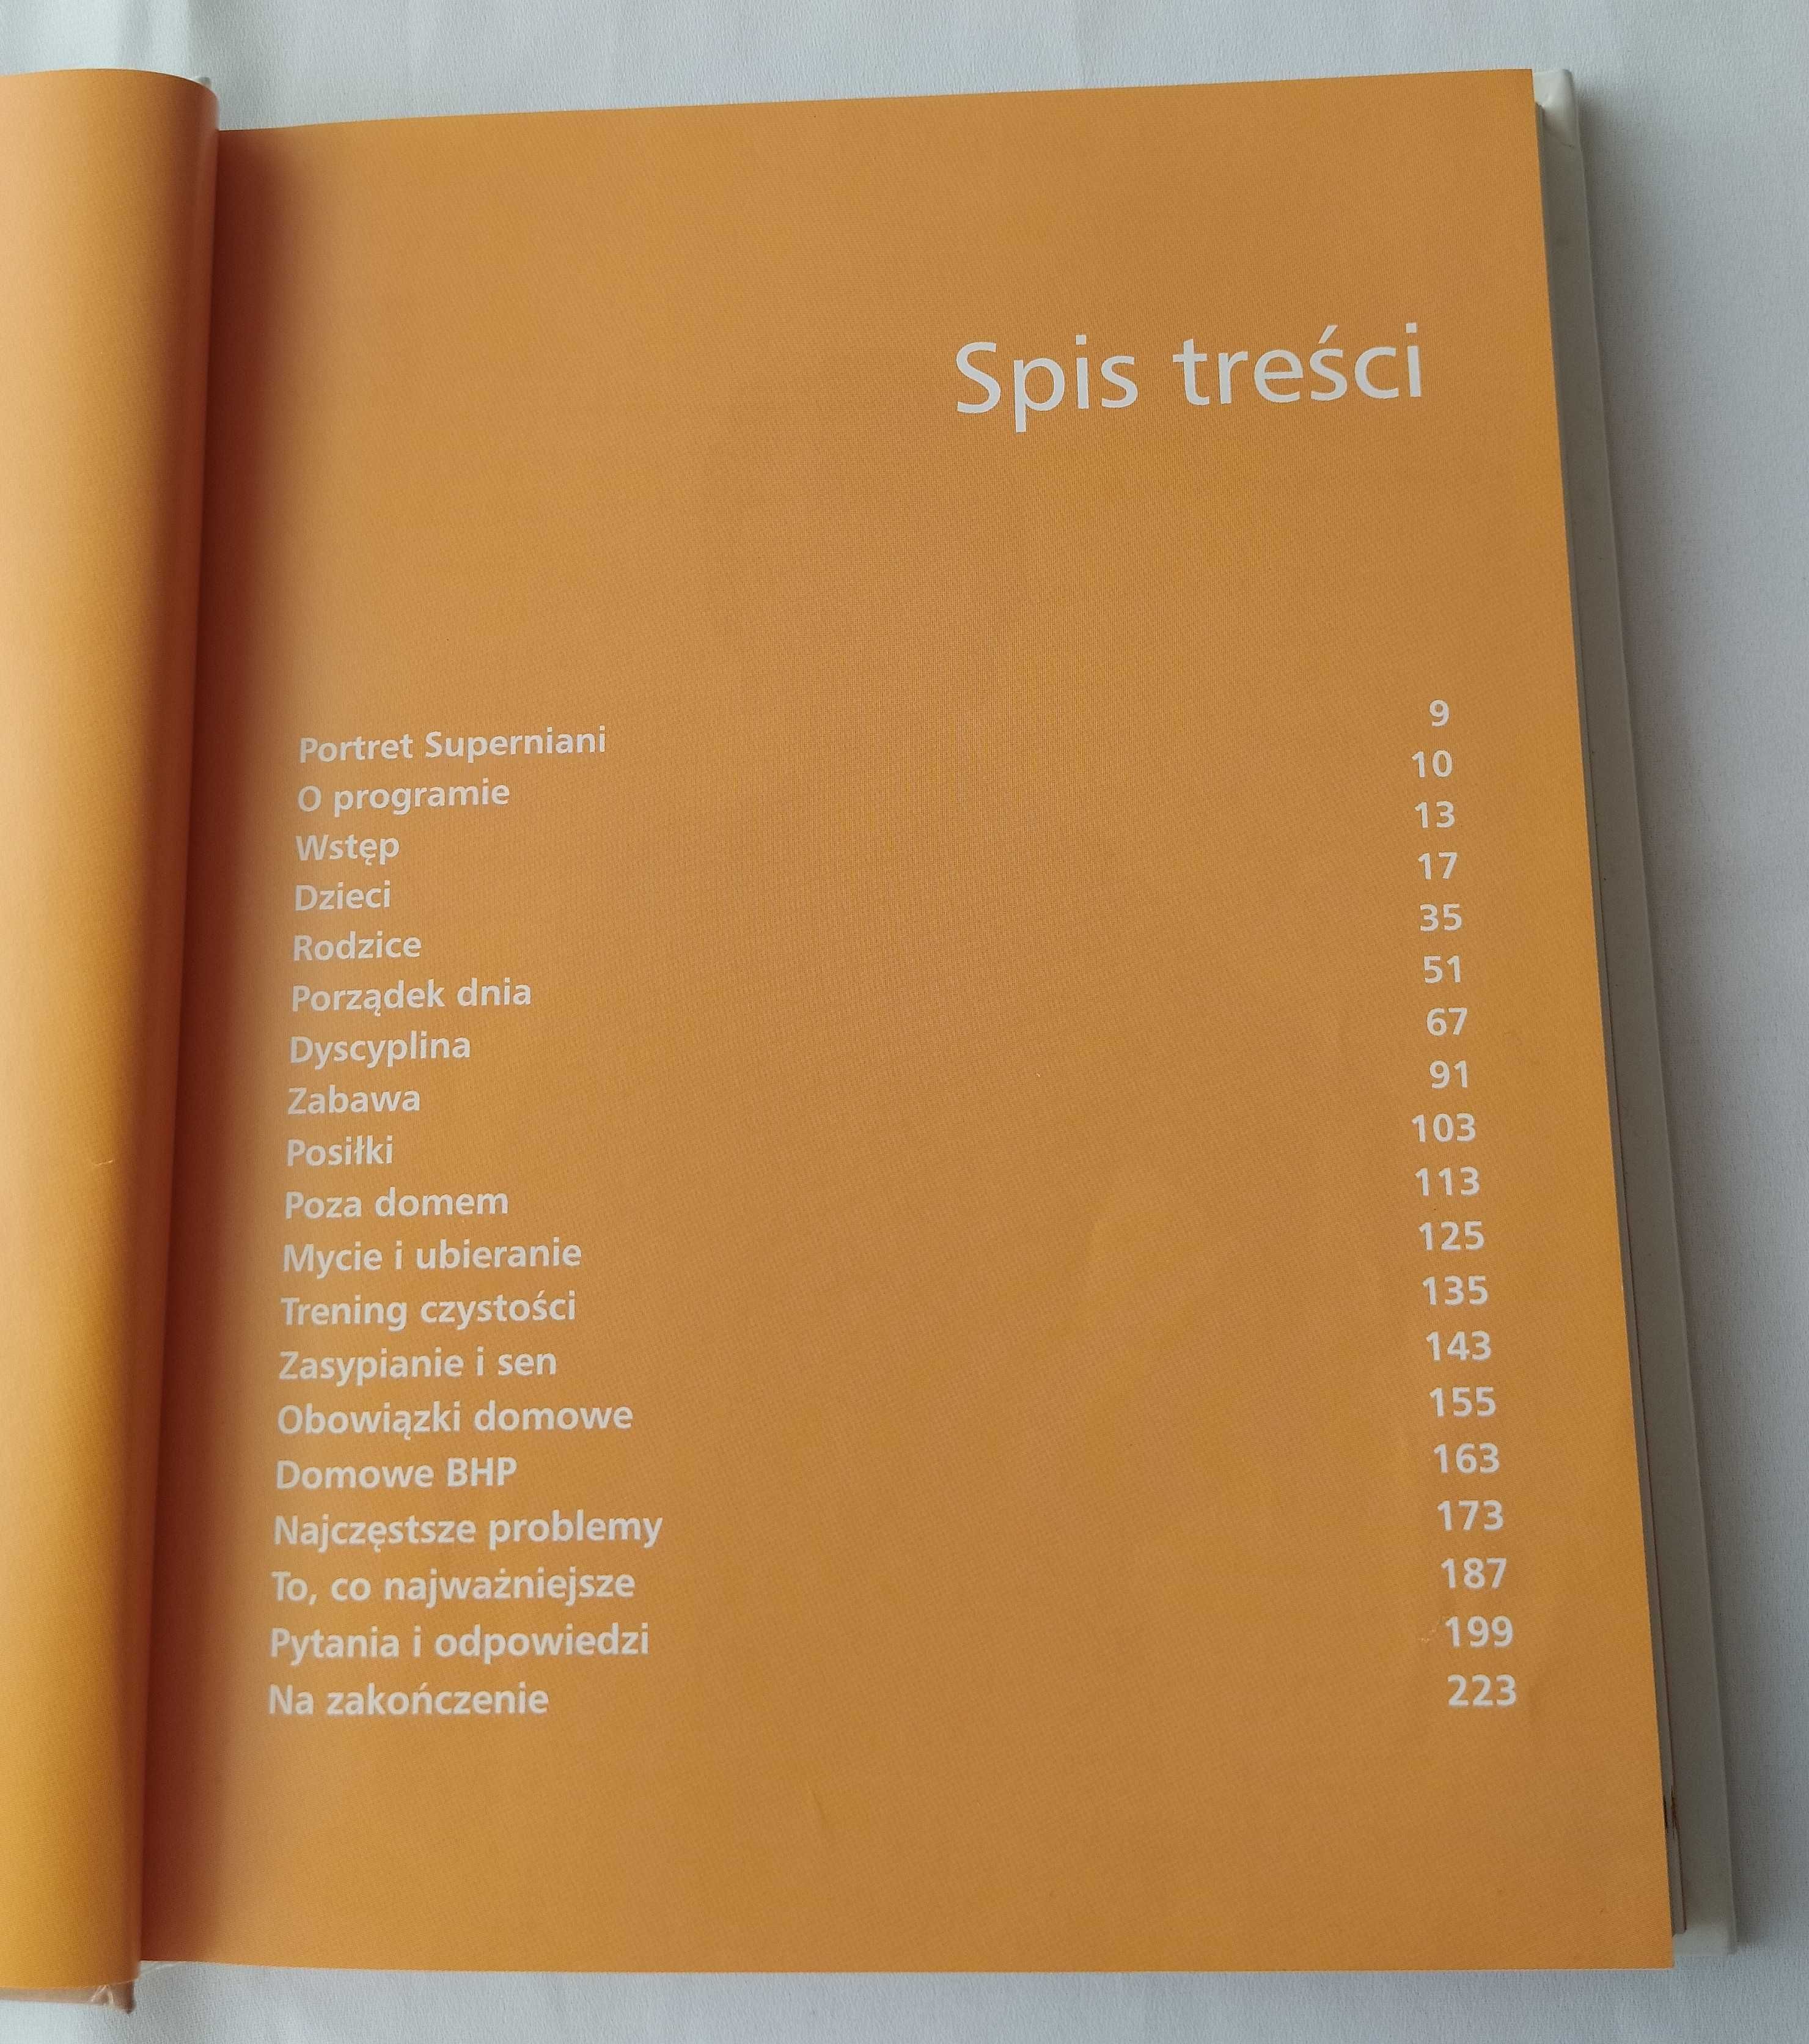 Spis treści
Portret Superniani 9
O programie 10
Wstęp 13
Dzieci 17
Rodzice 35
Porządek dnia 51
Dyscyplina 67
Zabawa 91
Posiłki 103
Poza domem 113
Mycie i ubieranie 125
Trening czystości 135
Zasypianie i sen 143
Obowiązki domowe 155
Domowe BHP 163
Najczęstsze problemy 173
To, co najważniejsze 187
Pytania i odpowiedzi 199
Na zakończenie 223